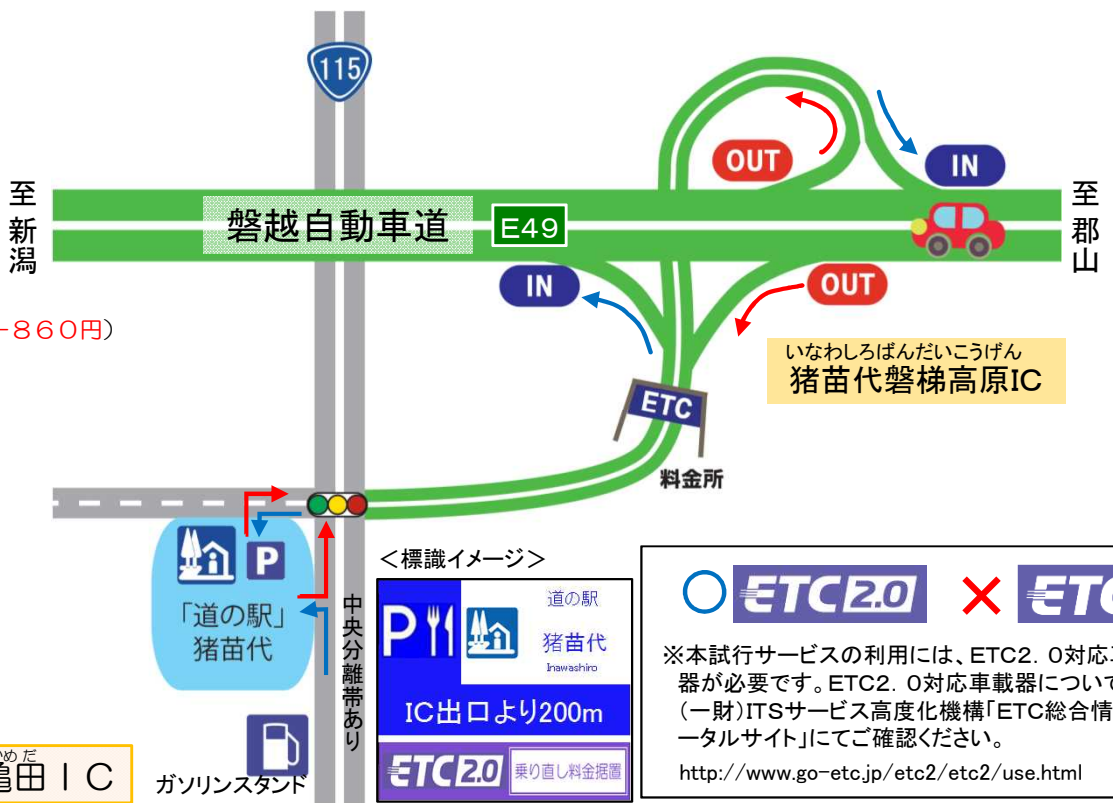 115
OUT
IN
至新潟
磐越自動車道
E49
至郡山
IN
OUT
-860円)
いなわしろばんだいこうげん
猪苗代磐梯高原IC
ETC
料金所
P
「道の駅」
猪苗代
中央分離帯あり
ガソリンスタンド
亀田IC
<標識イメージ>
P
道の駅
猪苗代
Inawashiro
IC出口より200m
ETC2.0
乗り直し料金据置
○ ETC2.0 × ETC
※本試行サービスの利用には、ETC2.0対応
器が必要です。ETC2.0対応車載器につい
(一財)ITSサービス高度化機構「ETC総合情
ータルサイト」にてご確認ください。
http://www.go-etc.jp/etc2/etc2/use.html